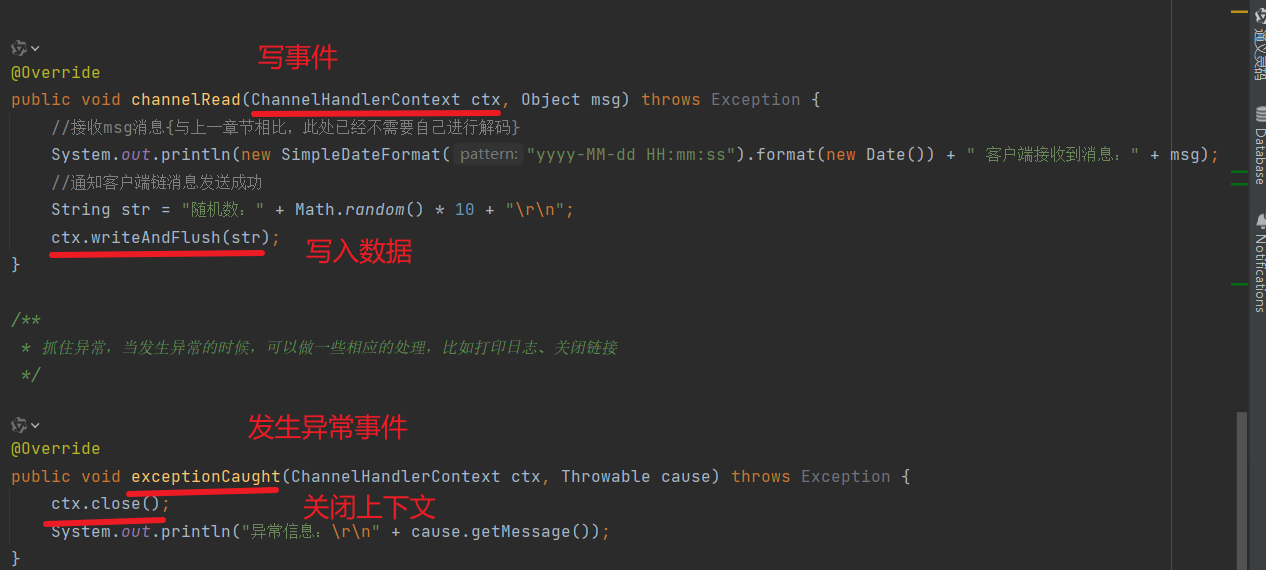 写事件
@Override
public void channelRead(ChannelHandlerContext ctx, Object msg) throws Exception {
//接收msg消息{与上一章节相比，此处已经不需要自己进行解码}
System.out.println(new SimpleDateFormat( pattern: "yyyy-MM-dd HH:mm:ss").format(new Date()) + " 客户端接收到消息：" + msg);
//通知客户端链消息发送成功
String str = "随机数：" + Math.random() * 10 + "\r\n";
ctx.writeAndFlush(str);
写入数据
}
/**
* 抓住异常，当发生异常的时候，可以做一些相应的处理，比如打印日志、关闭链接
*/
发生异常事件
@Override
public void exceptionCaught(ChannelHandlerContext ctx, Throwable cause) throws Exception {
ctx.close();
关闭上下文
System.out.println("异常信息：\r\n" + cause.getMessage());
}
通义灵码
Database
Notifications